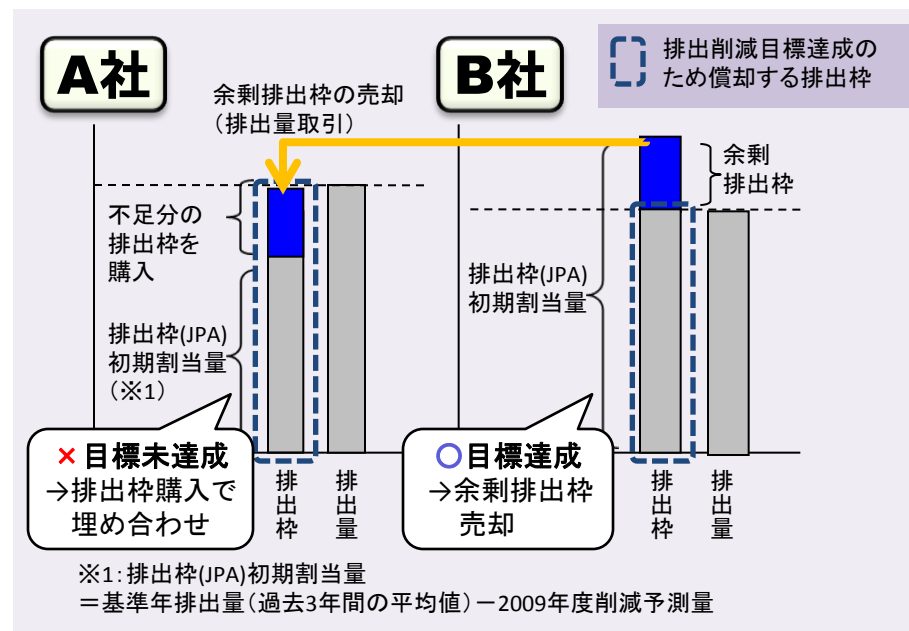 A社
余剰排出枠の売却
（排出量取引）
不足分の
排出枠を
購入
排出枠(JPA)
初期割当量
（※1）
×目標未達成
→排出枠購入で
埋め合わせ
排出枠
排出量
B社
排出削減目標達成の
ため償却する排出枠
余剰
排出枠
排出枠(JPA)
初期割当量
○目標達成
→余剰排出枠
売却
排出枠
排出量
※1：排出枠(JPA)初期割当量
＝基準年排出量（過去3年間の平均値）－2009年度削減予測量